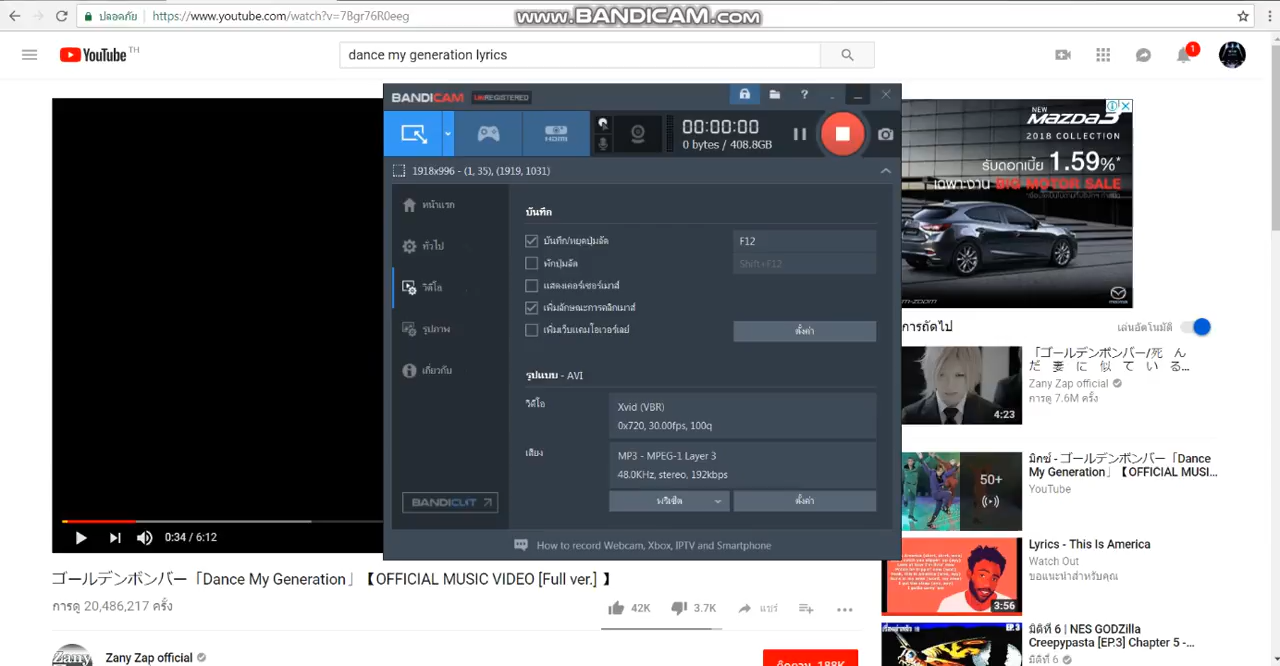 ปลอดภัย
https://www.youtube.com/watch?v=7Bgr76R0eeg
www.BANDICAM.com
YouTube TH
dance my generation lyrics
1
BANDICAM UNREGISTERED
00:00:00
0 bytes / 408.8GB
HDMI
1918x996 - (1, 35), (1919, 1031)
หน้าแรก
ทั่วไป
วิดีโอ
รูปภาพ
เกี่ยวกับ
BANDICUT
บันทึก
บันทึก/หยุดปุ่มลัด
F12
พักปุ่มลัด
Shift+F12
แสดงเคอร์เซอร์เมาส์
เพิ่มลักษณะการคลิกเมาส์
เพิ่มเว็บแคมโอเวอร์เลย์
ตั้งค่า
รูปแบบ - AVI
วิดีโอ
Xvid (VBR)
0x720, 30.00fps, 100q
เสียง
MP3 - MPEG-1 Layer 3
48.0KHz, stereo, 192kbps
พรีเซ็ต
ตั้งค่า
How to record Webcam, Xbox, IPTV and Smartphone
0:34 / 6:12
ゴールデンボンバー
My Generation」
OFFICIAL MUSIC VIDEO [Full ver.] 】
การดู 20,486,217 ครั้ง
42K
3.7K
แชร์
Zany Zap official
188K
NEW
mazda3
2018 COLLECTION
รับดอกเบี้ย 1.59%*
เฉพาะงาน BIG MOTOR SALE
ZOOM-ZOOM
mazda
การถัดไป
เล่นอัตโนมัติ
「ゴールデンボンバー/死ん
だ 妻 に 似 て い る...
Zany Zap official
การดู 7.6M ครั้ง
4:23
มิกซ์ - ゴールデンボンバー「Dance
My Generation」【OFFICIAL MUSI...
YouTube
50+
Lyrics - This Is America
Watch Out
ขอแนะนำสำหรับคุณ
3:56
มิติที่ 6 | NES GODZilla
Creepypasta [EP.3] Chapter 5 -...
มิติที่ 6
EP.3